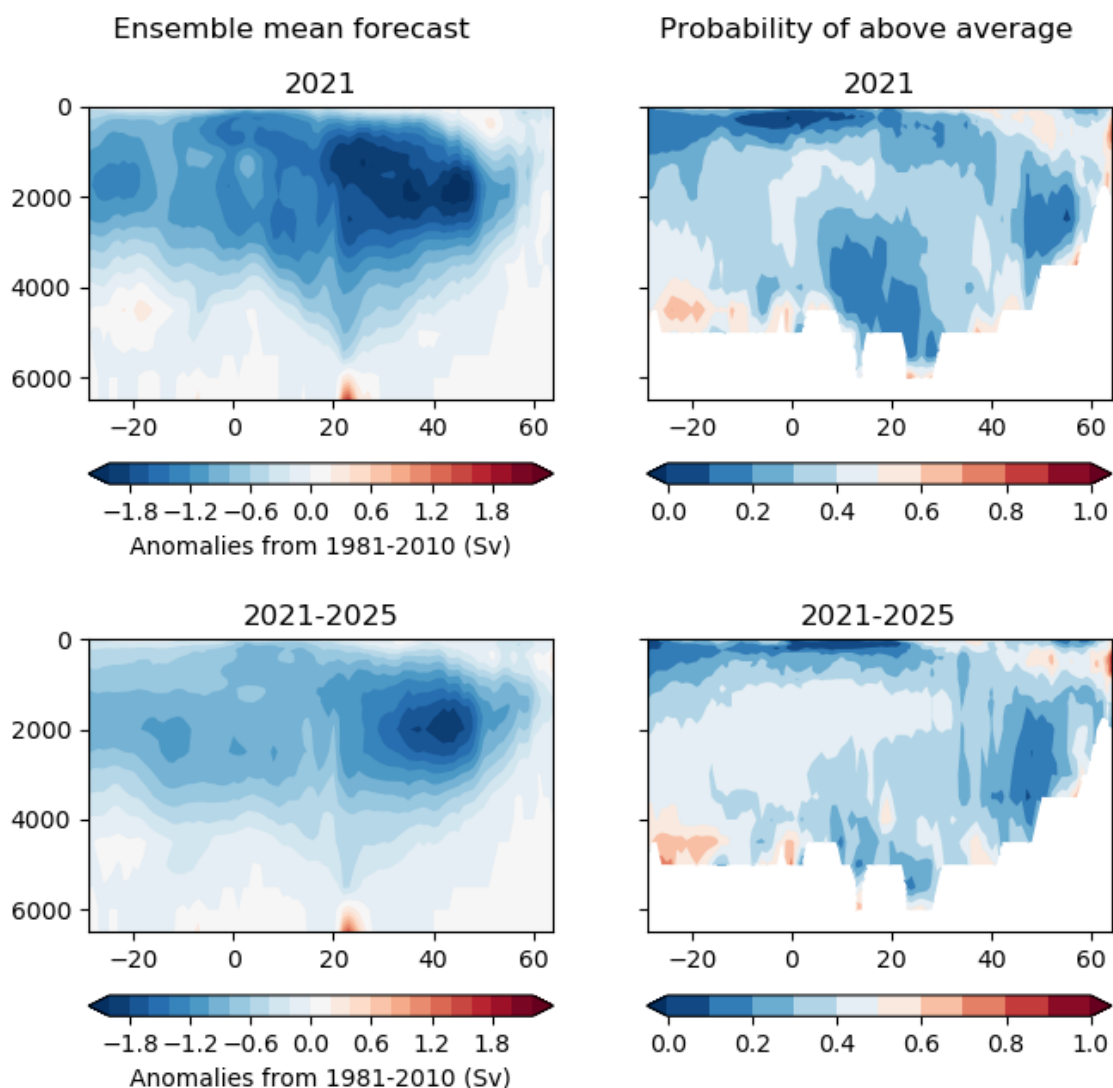 Ensemble mean forecast Probability of above average
2021 2021
0
2000
4000
6000
−20 0 20 40 60 −20 0 20 40 60
−1.8 −1.2 −0.6 0.0 0.6 1.2 1.8 0.0 0.2 0.4 0.6 0.8 1.0
Anomalies from 1981-2010 (Sv)
2021-2025 2021-2025
0
2000
4000
6000
−20 0 20 40 60 −20 0 20 40 60
−1.8 −1.2 −0.6 0.0 0.6 1.2 1.8 0.0 0.2 0.4 0.6 0.8 1.0
Anomalies from 1981-2010 (Sv)